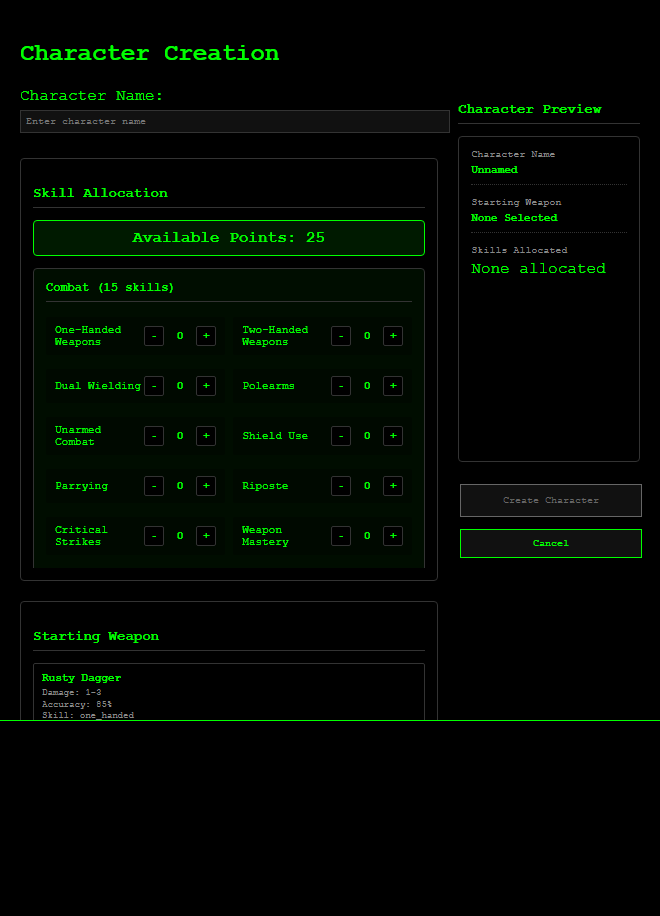 Character Creation
Character Name:
Enter character name
Skill Allocation
Available Points: 25
Combat (15 skills)
One-Handed Weapons - 0 +
Two-Handed Weapons - 0 +
Dual Wielding - 0 +
Polearms - 0 +
Unarmed Combat - 0 +
Shield Use - 0 +
Parrying - 0 +
Riposte - 0 +
Critical Strikes - 0 +
Weapon Mastery - 0 +
Starting Weapon
Rusty Dagger
Damage: 1-3
Accuracy: 85%
Skill: one_handed
Character Preview
Character Name
Unnamed
Starting Weapon
None Selected
Skills Allocated
None allocated
Create Character
Cancel